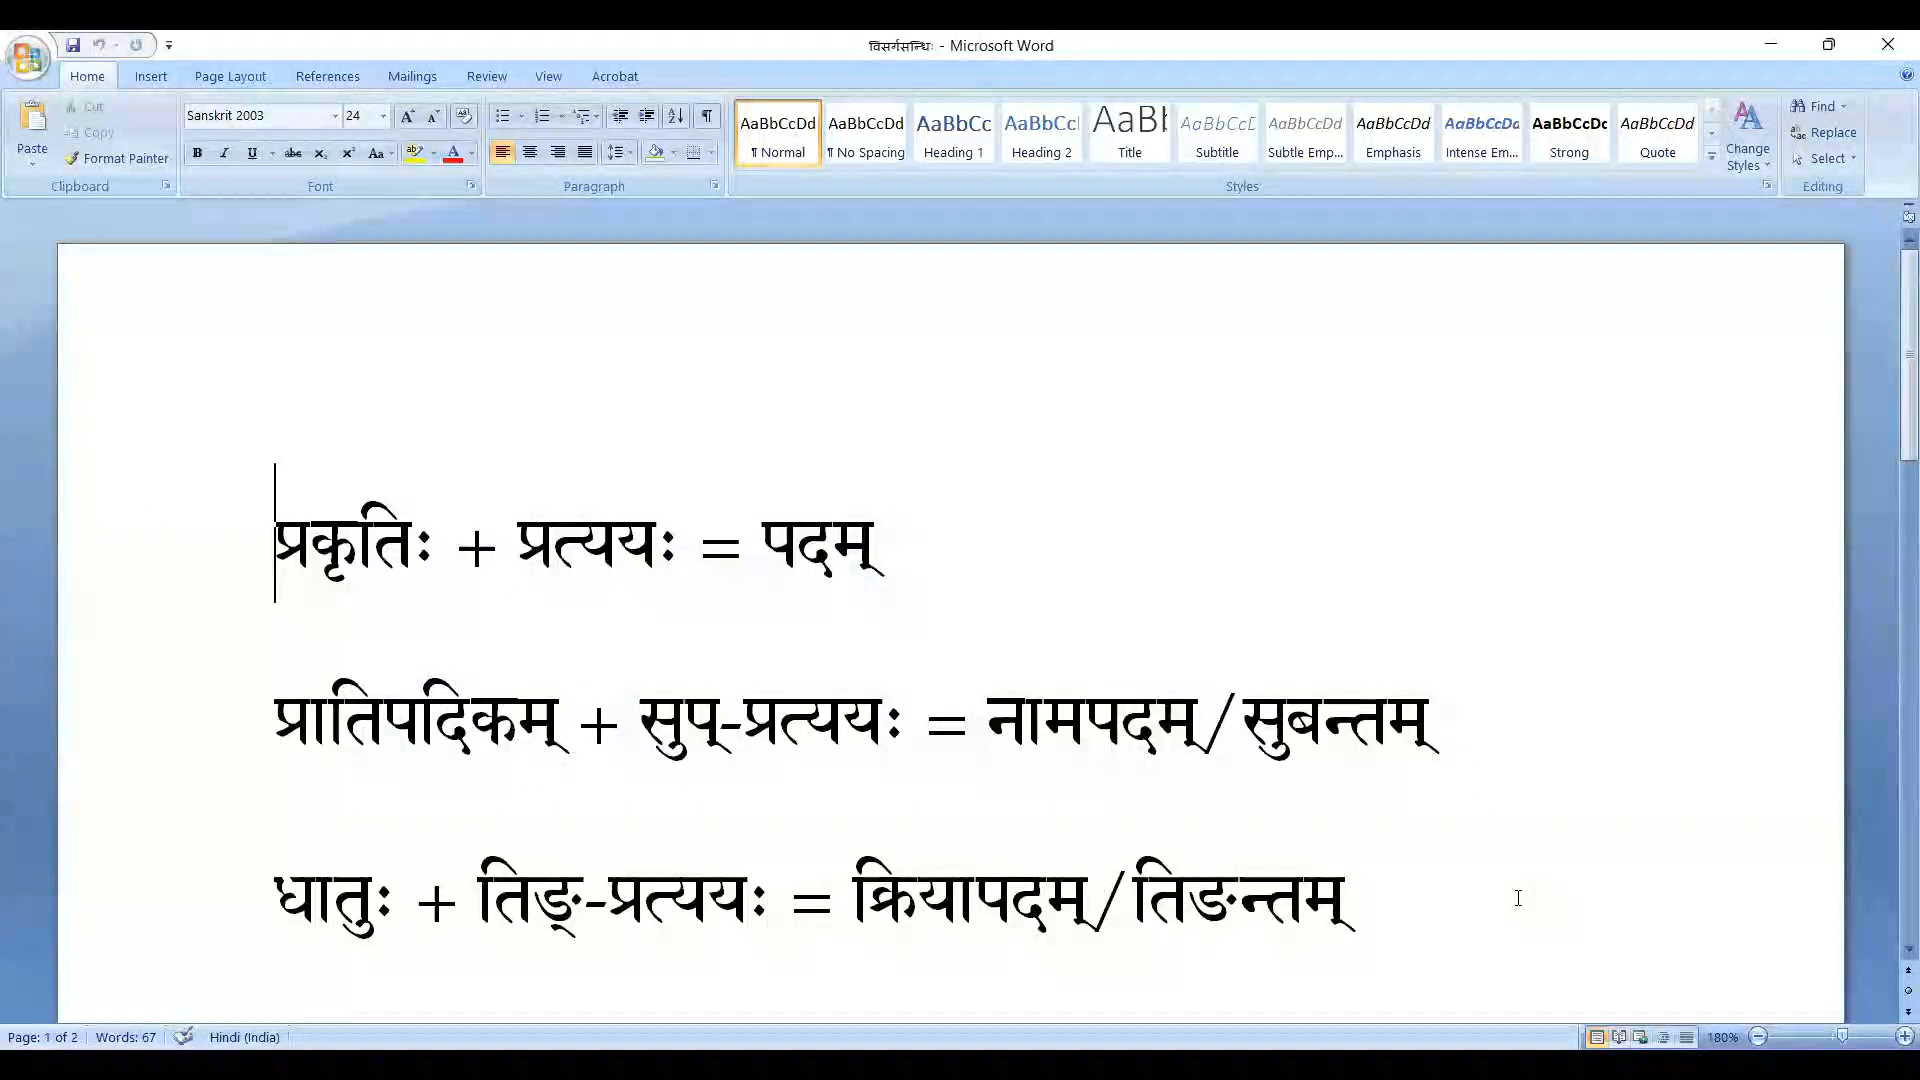 विसर्गसन्धिः - Microsoft Word
Home Insert Page Layout References Mailings Review View Acrobat
Paste
Cut
Copy
Format Painter
Clipboard
Sanskrit 2003 24
Font
Paragraph
AaBbCcDd AaBbCcDd AaBbCc AaBbCcI AaBl AaBbCcD AaBbCcDd AaBbCcDd AaBbCcDd AaBbCcDc AaBbCcDd
¶ Normal ¶ No Spacing Heading 1 Heading 2 Title Subtitle Subtle Emp... Emphasis Intense Em... Strong Quote
Styles
Change Styles
Find
Replace
Select
Editing
प्रकृतिः + प्रत्ययः = पदम्
प्रातिपदिकम् + सुप्-प्रत्ययः = नामपदम्/सुबन्तम्
धातुः + तिङ्-प्रत्ययः = क्रियापदम्/तिङन्तम्
Page: 1 of 2 Words: 67 Hindi (India) 180%